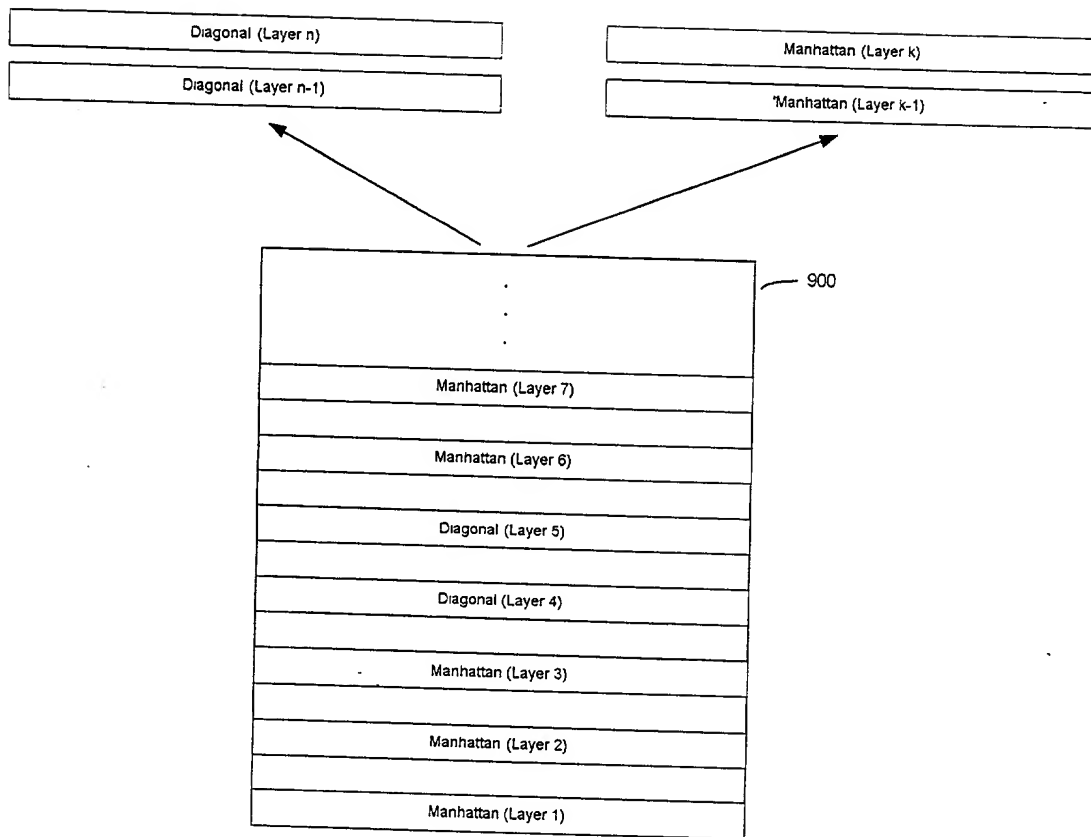 Diagonal (Layer n)
Diagonal (Layer n-1)
Manhattan (Layer k)
Manhattan (Layer k-1)
900
Manhattan (Layer 7)
Manhattan (Layer 6)
Diagonal (Layer 5)
Diagonal (Layer 4)
Manhattan (Layer 3)
Manhattan (Layer 2)
Manhattan (Layer 1)